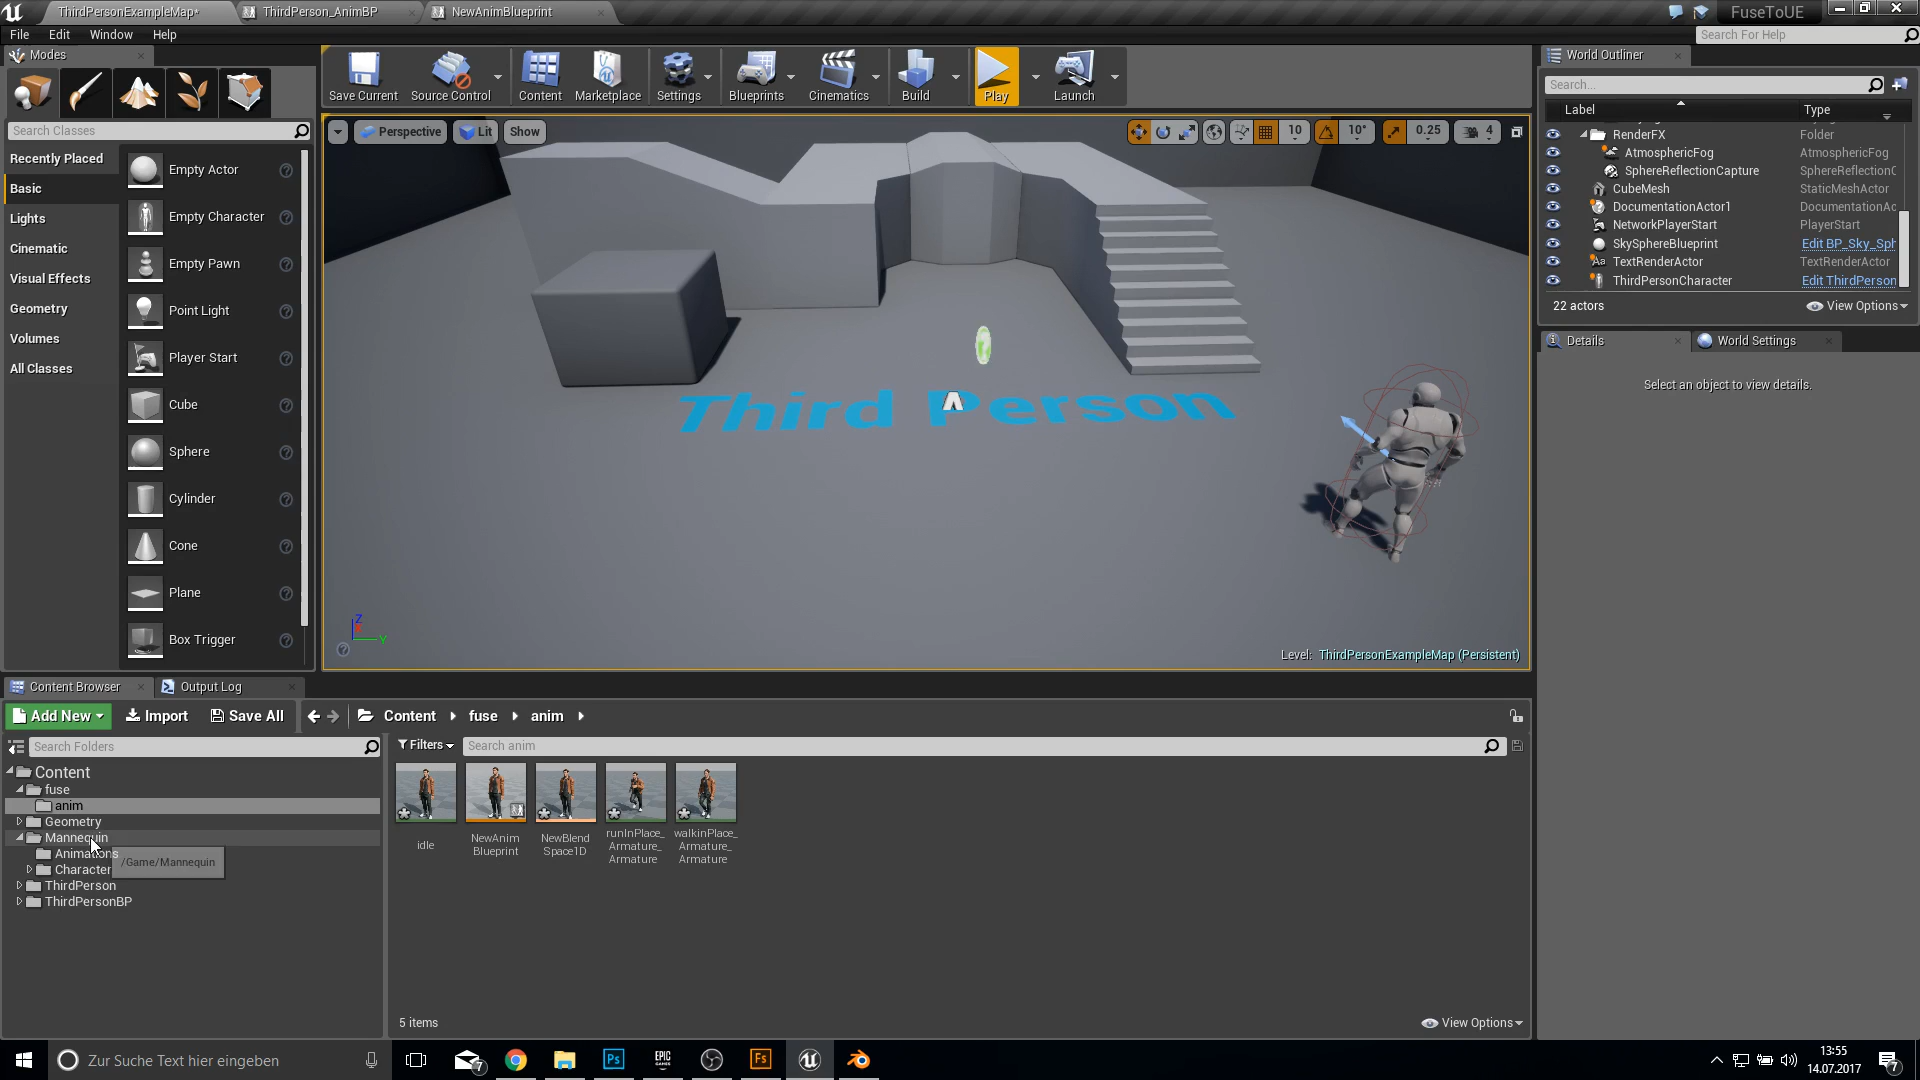 ThirdPersonExampleMap*
ThirdPerson_AnimBP
NewAnimBlueprint
FuseToUE
File
Edit
Window
Help
Search For Help
Modes
Search Classes
Recently Placed
Basic
Lights
Cinematic
Visual Effects
Geometry
Volumes
All Classes
Empty Actor
Empty Character
Empty Pawn
Point Light
Player Start
Cube
Sphere
Cylinder
Cone
Plane
Box Trigger
Save Current
Source Control
Content
Marketplace
Settings
Blueprints
Cinematics
Build
Play
Launch
Perspective
Lit
Show
10
10°
0.25
4
Third Person
Z
Y
Level: ThirdPersonExampleMap (Persistent)
World Outliner
Search...
Label
Type
RenderFX
Folder
AtmosphericFog
AtmosphericFog
SphereReflectionCapture
SphereReflectionC
CubeMesh
StaticMeshActor
DocumentationActor1
DocumentationAc
NetworkPlayerStart
PlayerStart
SkySphereBlueprint
Edit BP_Sky_Sph
TextRenderActor
TextRenderActor
ThirdPersonCharacter
Edit ThirdPerson
22 actors
View Options
Details
World Settings
Select an object to view details.
Content Browser
Output Log
Add New
Import
Save All
Content
fuse
anim
Search Folders
Filters
Search anim
Content
fuse
anim
Geometry
Mannequin
Animations
Character
ThirdPerson
ThirdPersonBP
/Game/Mannequin
idle
NewAnim
Blueprint
NewBlend
Space1D
runInPlace_
Armature_
Armature
walkinPlace_
Armature_
Armature
5 items
View Options
Zur Suche Text hier eingeben
7
Ps
EPIC
GAMES
Fs
13:55
14.07.2017
7